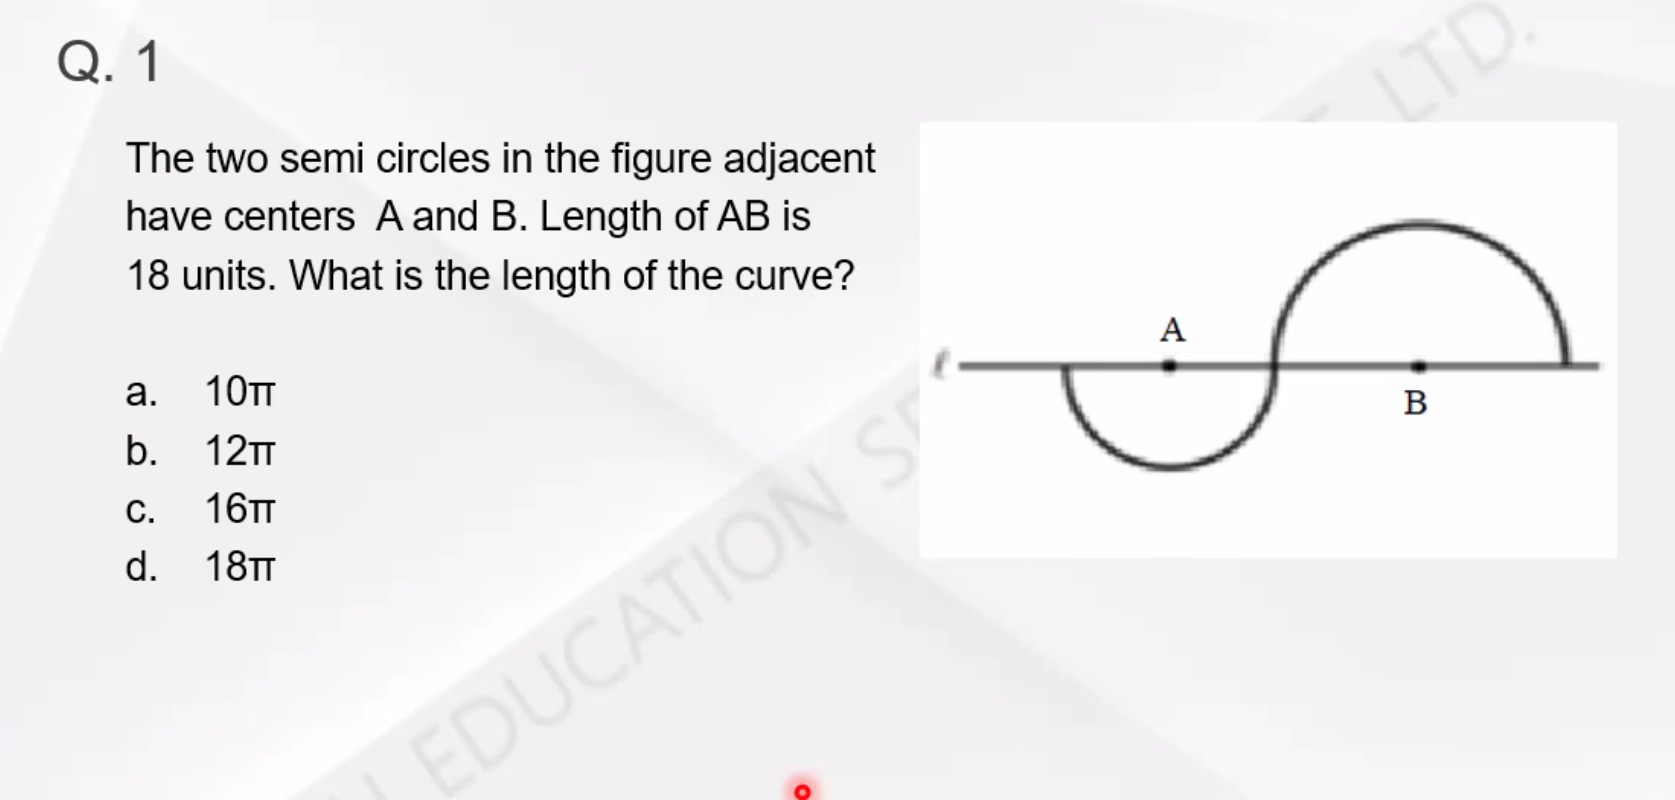 Q. 1
The two semi circles in the figure adjacent
have centers A and B. Length of AB is
18 units. What is the length of the curve?
a. 10π
b. 12π
c. 16π
d. 18π
A
ℓ
B
EDUCATION
LTD.